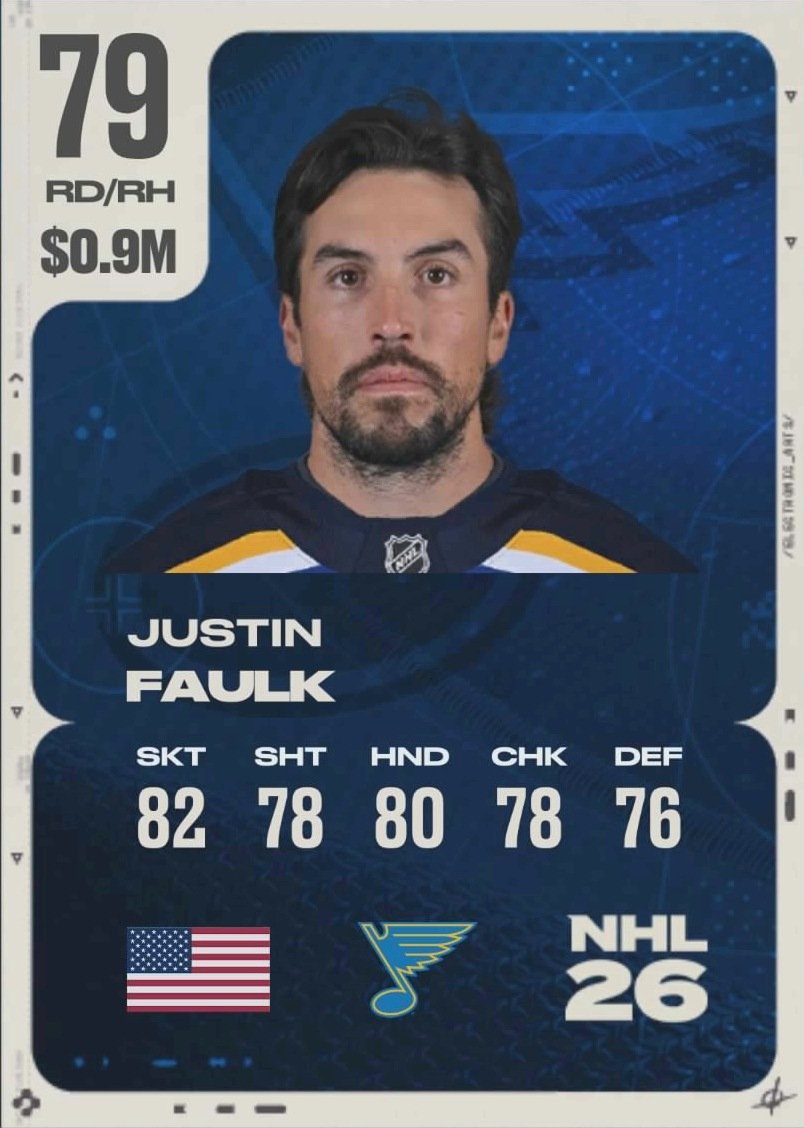 79
RD/RH
$0.9M
NHL
JUSTIN
FAULK
SKT SHT HND CHK DEF
82 78 80 78 76
NHL
26